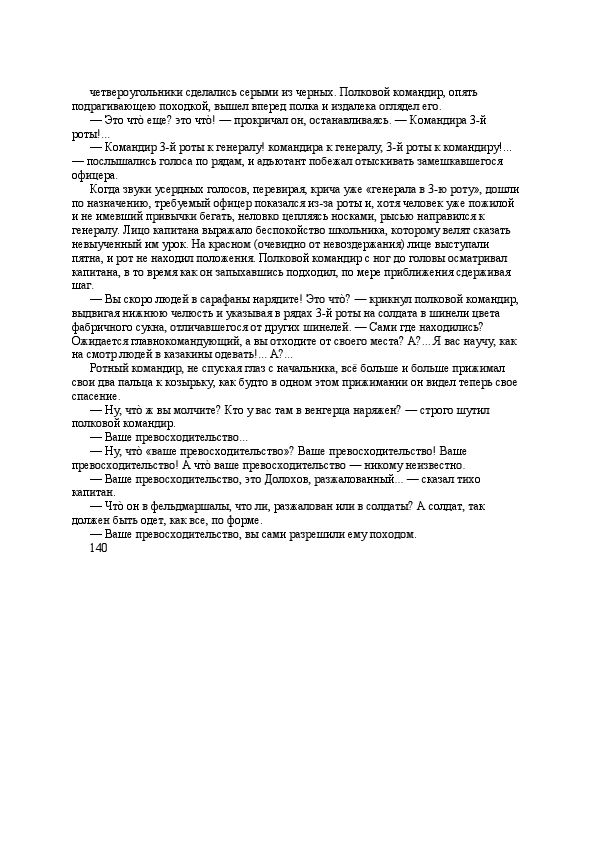 четвероугольники сделались серыми из черных. Полковой командир, опять
подрагивающею походкой, вышел вперед полка и издалека оглядел его.
— Это чтò еще? это чтò! — прокричал он, останавливаясь. — Командира 3-й
роты!...
— Командир 3-й роты к генералу! командира к генералу, 3-й роты к командиру!...
— послышались голоса по рядам, и адъютант побежал отыскивать замешкавшегося
офицера.
Когда звуки усердных голосов, перевирая, крича уже «генерала в 3-ю роту», дошли
по назначению, требуемый офицер показался из-за роты и, хотя человек уже пожилой
и не имевший привычки бегать, неловко цепляясь носками, рысью направился к
генералу. Лицо капитана выражало беспокойство школьника, которому велят сказать
невыученный им урок. На красном (очевидно от невоздержания) лице выступали
пятна, и рот не находил положения. Полковой командир с ног до головы осматривал
капитана, в то время как он запыхавшись подходил, по мере приближения сдерживая
шаг.
— Вы скоро людей в сарафаны нарядите! Это чтò? — крикнул полковой командир,
выдвигая нижнюю челюсть и указывая в рядах 3-й роты на солдата в шинели цвета
фабричного сукна, отличавшегося от других шинелей. — Сами где находились?
Ожидается главнокомандующий, а вы отходите от своего места? А?...Я вас научу, как
на смотр людей в казакины одевать!... А?...
Ротный командир, не спуская глаз с начальника, всё больше и больше прижимал
свои два пальца к козырьку, как будто в одном этом прижимании он видел теперь свое
спасение.
— Ну, чтò ж вы молчите? Кто у вас там в венгерца наряжен? — строго шутил
полковой командир.
— Ваше превосходительство...
— Ну, чтò «ваше превосходительство»? Ваше превосходительство! Ваше
превосходительство! А чтò ваше превосходительство — никому неизвестно.
— Ваше превосходительство, это Долохов, разжалованный... — сказал тихо
капитан.
— Чтò он в фельдмаршалы, что ли, разжалован или в солдаты? А солдат, так
должен быть одет, как все, по форме.
— Ваше превосходительство, вы сами разрешили ему походом.
140